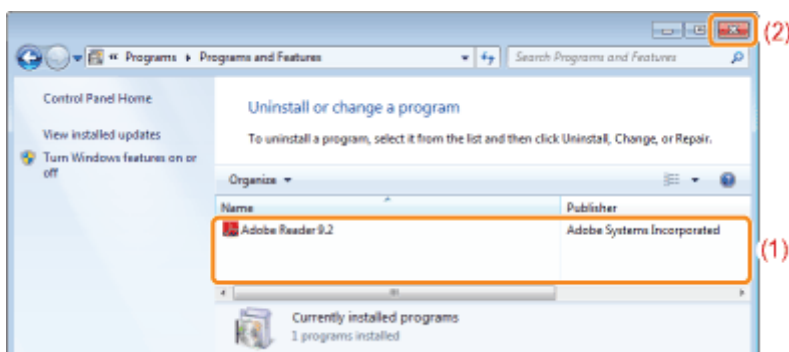 (2)
« Programs ▸ Programs and Features
Search Programs and Features
Control Panel Home
View installed updates
Turn Windows features on or
off
Uninstall or change a program
To uninstall a program, select it from the list and then click Uninstall, Change, or Repair.
Organize
Name
Publisher
Adobe Reader 9.2
Adobe Systems Incorporated
(1)
Currently installed programs
1 programs installed